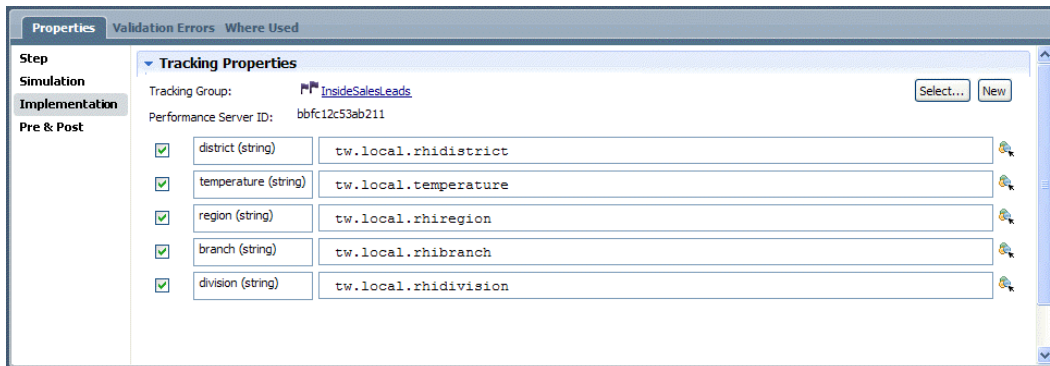 Properties Validation Errors Where Used
Step
Simulation
Implementation
Pre & Post
Tracking Properties
Tracking Group: InsideSalesLeads Select... New
Performance Server ID: bbfc12c53ab211
district (string) tw.local.rhidistrict
temperature (string) tw.local.temperature
region (string) tw.local.rhiregion
branch (string) tw.local.rhibranch
division (string) tw.local.rhidivision